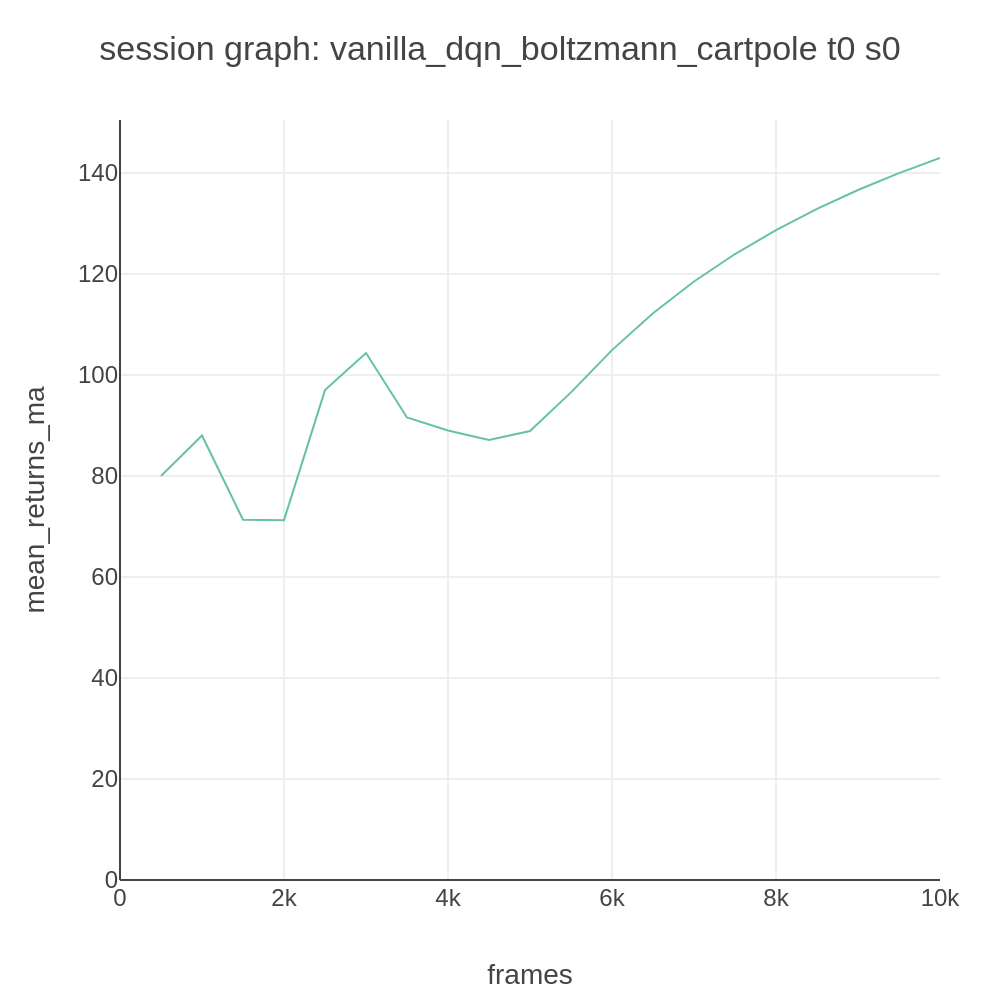 session graph: vanilla_dqn_boltzmann_cartpole t0 s0
mean_returns_ma
140
120
100
80
60
40
20
0
0
2k
4k
6k
8k
10k
frames